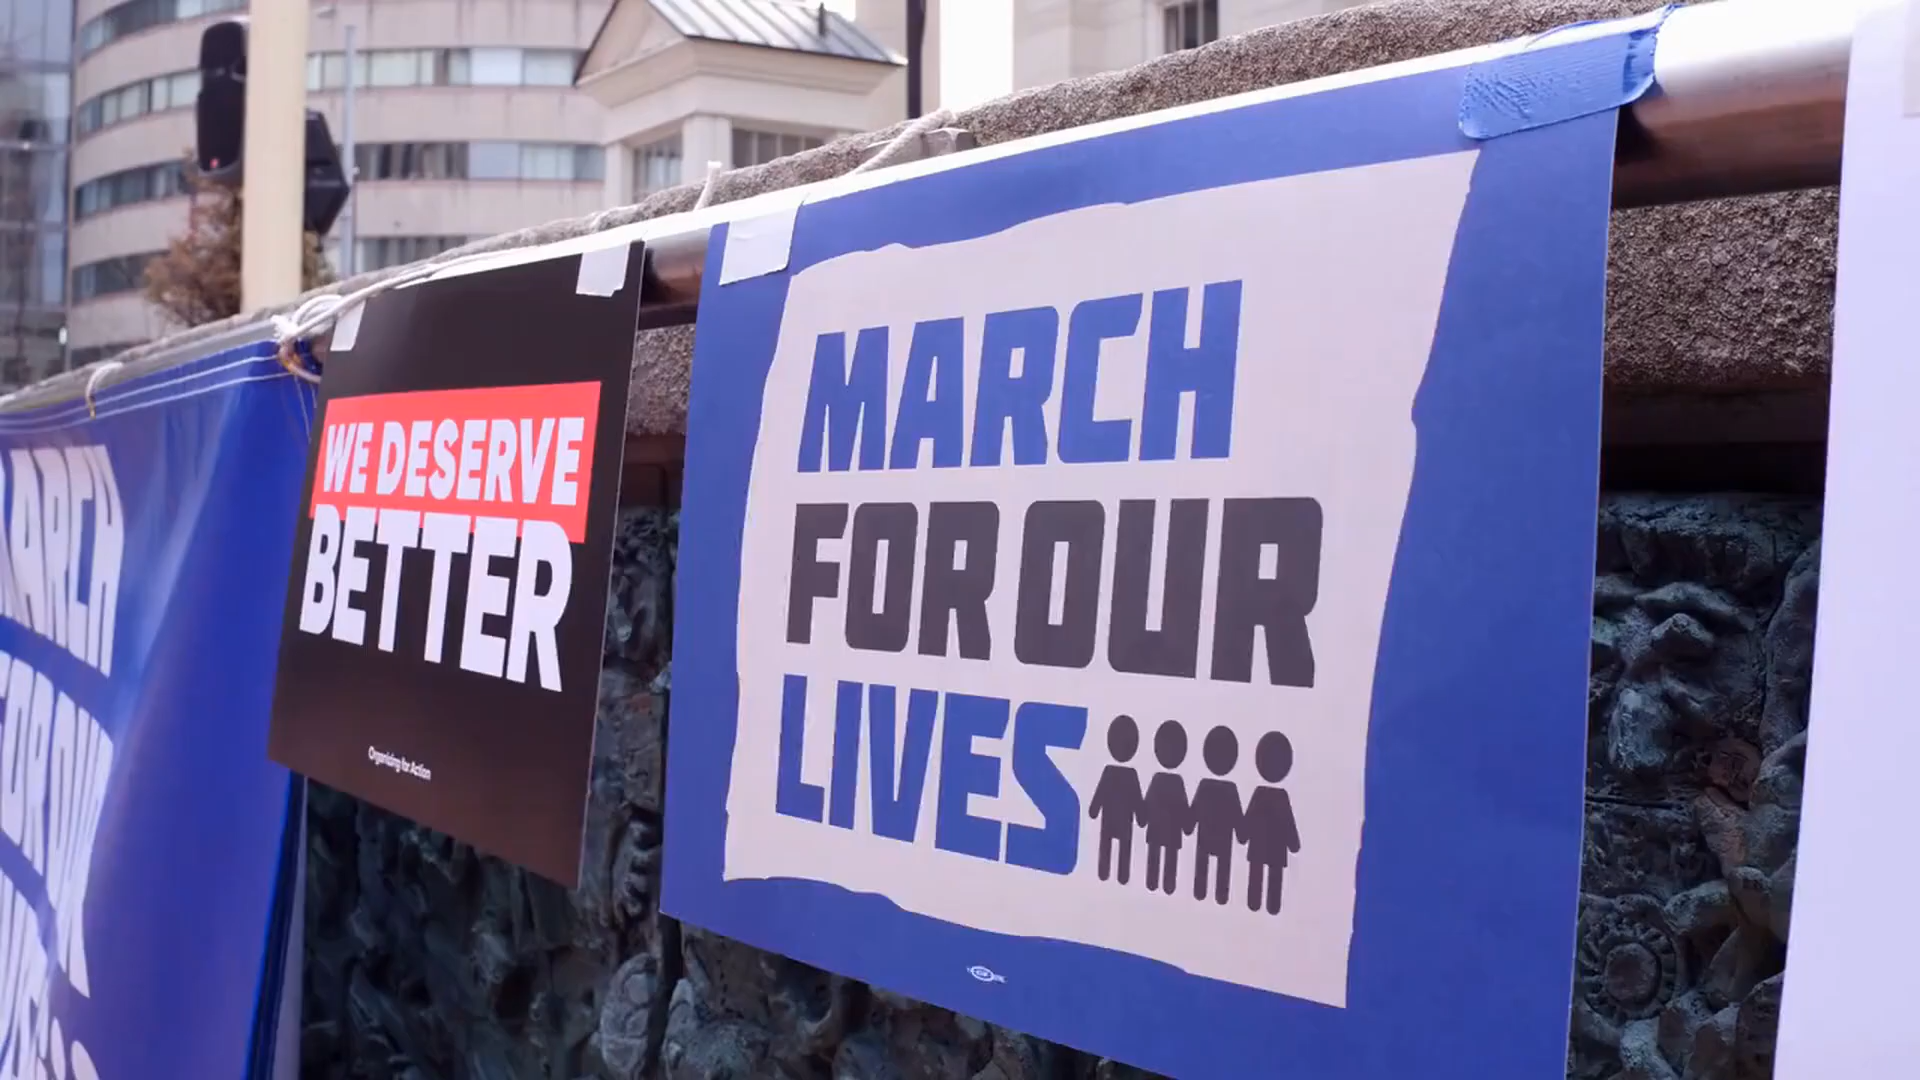 MARCH
FOR OUR
WE DESERVE
BETTER
Organizing for Action
MARCH
FOR OUR
LIVES